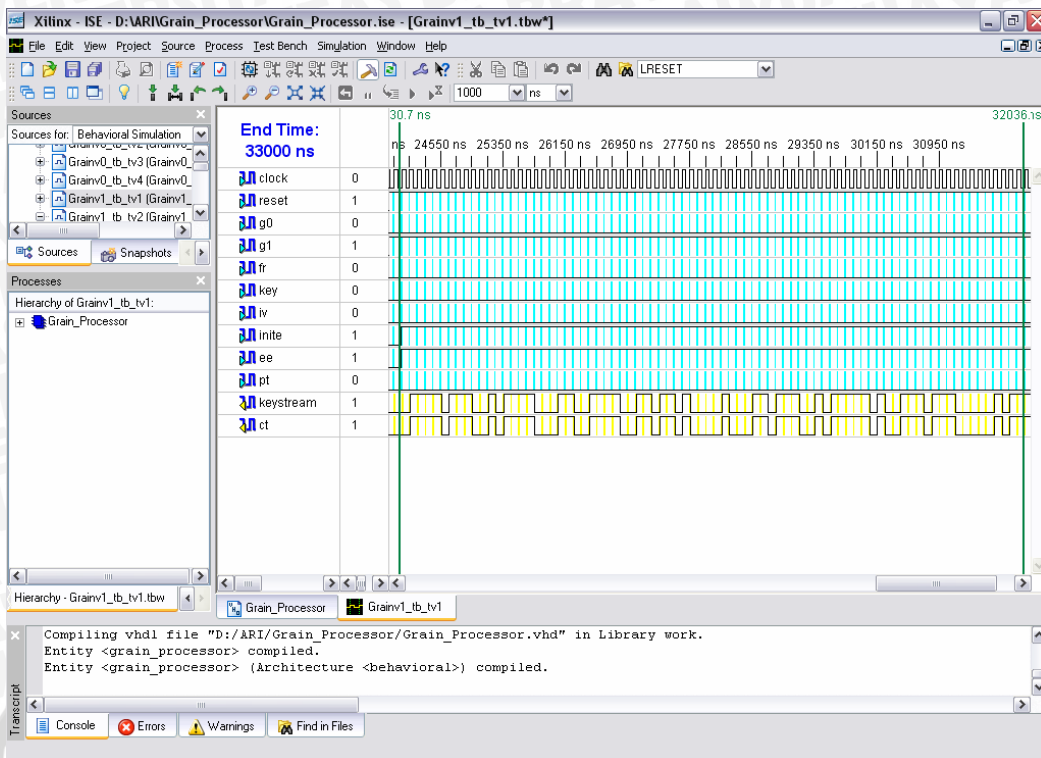 Xilinx - ISE - D:\ARI\Grain_Processor\Grain_Processor.ise - [Grainv1_tb_tv1.tbw*]
File Edit View Project Source Process Test Bench Simulation Window Help
LRESET
1000 ns
Sources
Sources for: Behavioral Simulation
Grainv0_tb_tv2 (Grainv0_
Grainv0_tb_tv3 (Grainv0_
Grainv0_tb_tv4 (Grainv0_
Grainv1_tb_tv1 (Grainv1_
Grainv1_tb_tv2 (Grainv1
Sources Snapshots
Processes
Hierarchy of Grainv1_tb_tv1:
Grain_Processor
Hierarchy - Grainv1_tb_tv1.tbw
End Time:
33000 ns
30.7 ns 32036.ns
ns 24550 ns 25350 ns 26150 ns 26950 ns 27750 ns 28550 ns 29350 ns 30150 ns 30950 ns
clock 0
reset 1
g0 0
g1 1
fr 0
key 0
iv 0
inite 1
ee 1
pt 0
keystream 1
ct 1
Grain_Processor Grainv1_tb_tv1
Compiling vhdl file "D:/ARI/Grain_Processor/Grain_Processor.vhd" in Library work.
Entity <grain_processor> compiled.
Entity <grain_processor> (Architecture <behavioral>) compiled.
Transcript
Console Errors Warnings Find in Files